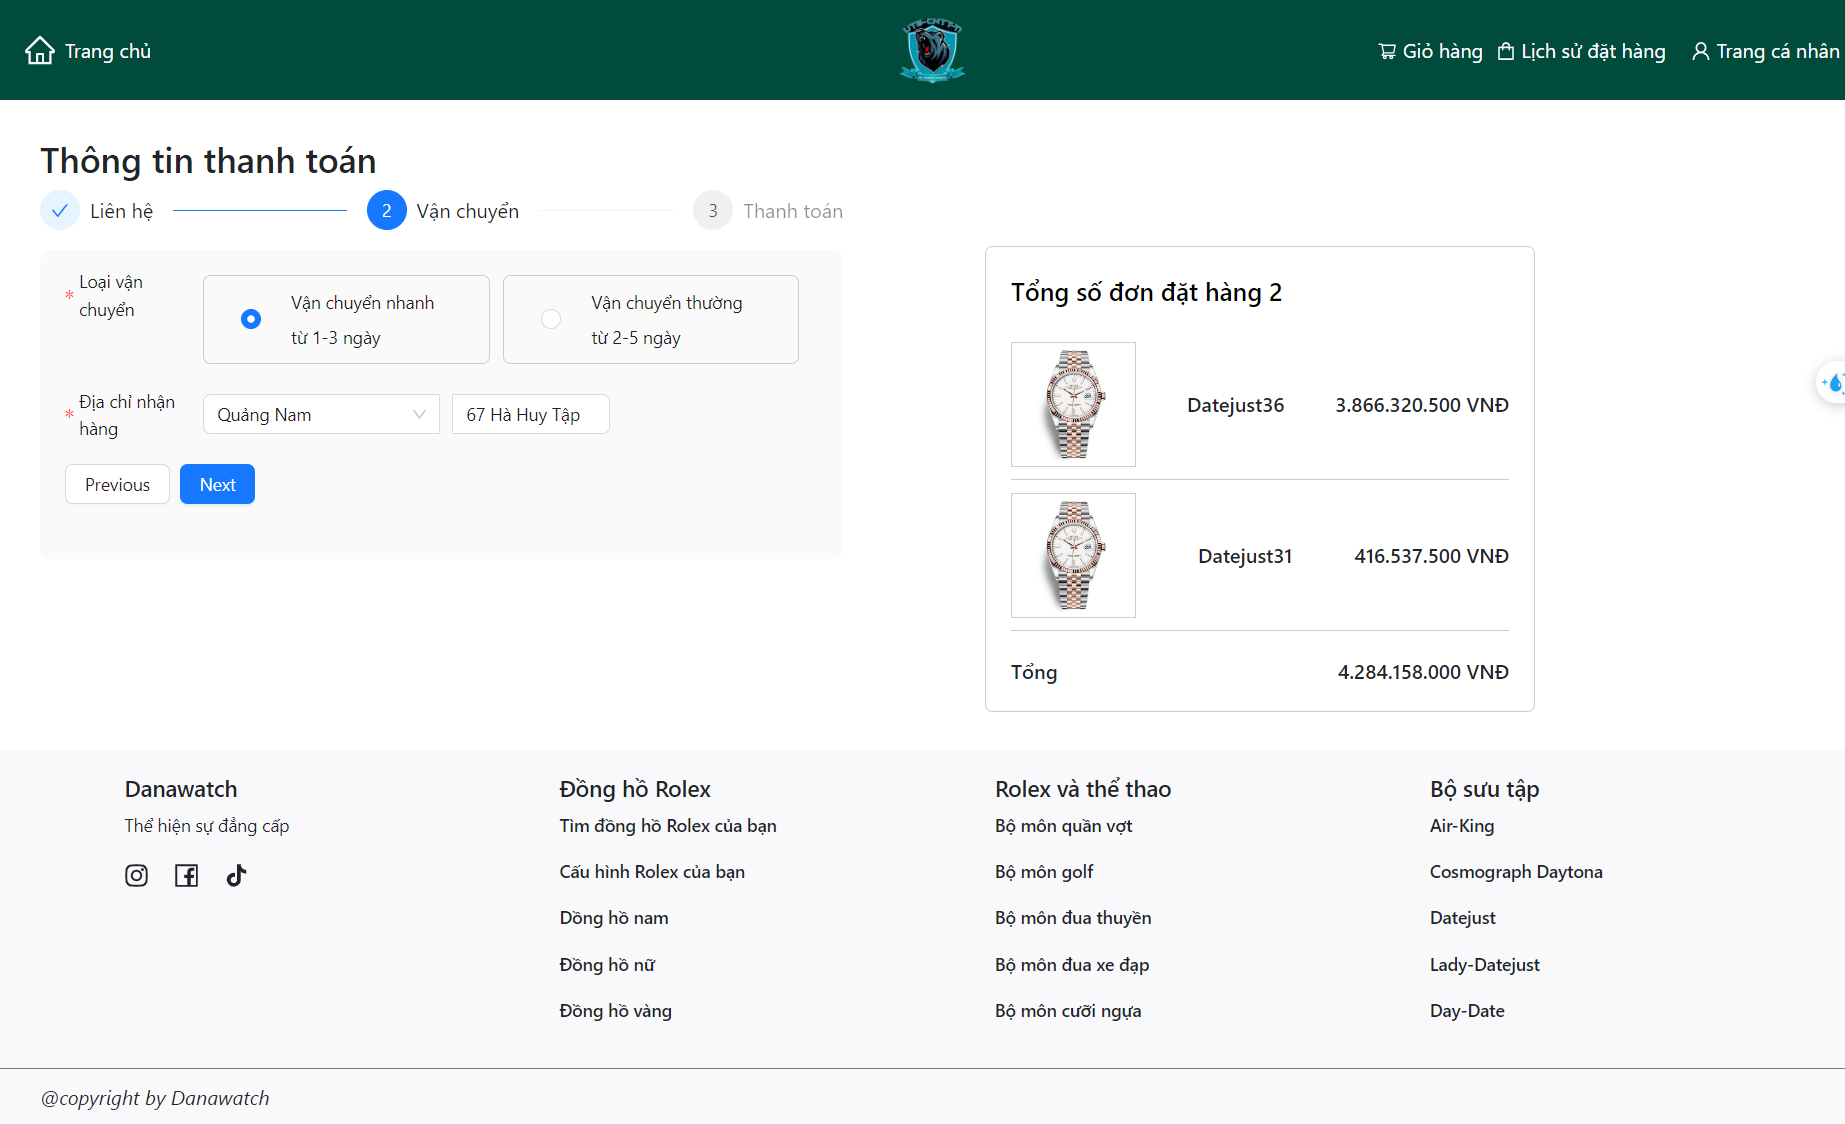 Trang chủ
UTE-CNTT-IT
Giỏ hàng
Lịch sử đặt hàng
Trang cá nhân
Thông tin thanh toán
Liên hệ
2 Vận chuyển
3 Thanh toán
* Loại vận
chuyển
Vận chuyển nhanh
từ 1-3 ngày
Vận chuyển thường
từ 2-5 ngày
* Địa chỉ nhận
hàng
Quảng Nam
67 Hà Huy Tập
Previous
Next
Tổng số đơn đặt hàng 2
Datejust36 3.866.320.500 VNĐ
Datejust31 416.537.500 VNĐ
Tổng 4.284.158.000 VNĐ
Danawatch
Thể hiện sự đẳng cấp
Đồng hồ Rolex
Tìm đồng hồ Rolex của bạn
Cấu hình Rolex của bạn
Dồng hồ nam
Đồng hồ nữ
Đồng hồ vàng
Rolex và thể thao
Bộ môn quần vợt
Bộ môn golf
Bộ môn đua thuyền
Bộ môn đua xe đạp
Bộ môn cưỡi ngựa
Bộ sưu tập
Air-King
Cosmograph Daytona
Datejust
Lady-Datejust
Day-Date
@copyright by Danawatch